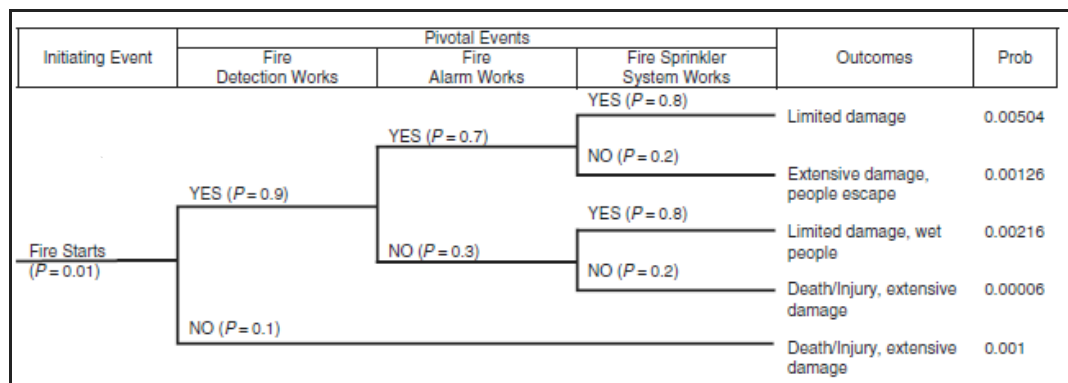 Pivotal Events
Initiating Event
Fire
Detection Works
Fire
Alarm Works
Fire Sprinkler
System Works
Outcomes
Prob
YES (P = 0.8)
Limited damage
0.00504
YES (P = 0.7)
NO (P = 0.2)
Extensive damage,
people escape
0.00126
YES (P = 0.9)
YES (P = 0.8)
Limited damage, wet
people
0.00216
Fire Starts
(P = 0.01)
NO (P = 0.3)
NO (P = 0.2)
Death/Injury, extensive
damage
0.00006
NO (P = 0.1)
Death/Injury, extensive
damage
0.001